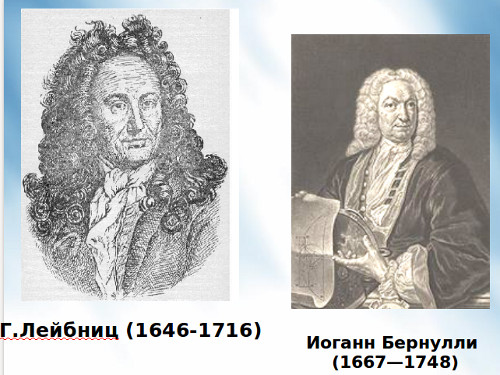 Г.Лейбниц (1646-1716)
Иоганн Бернулли
(1667—1748)